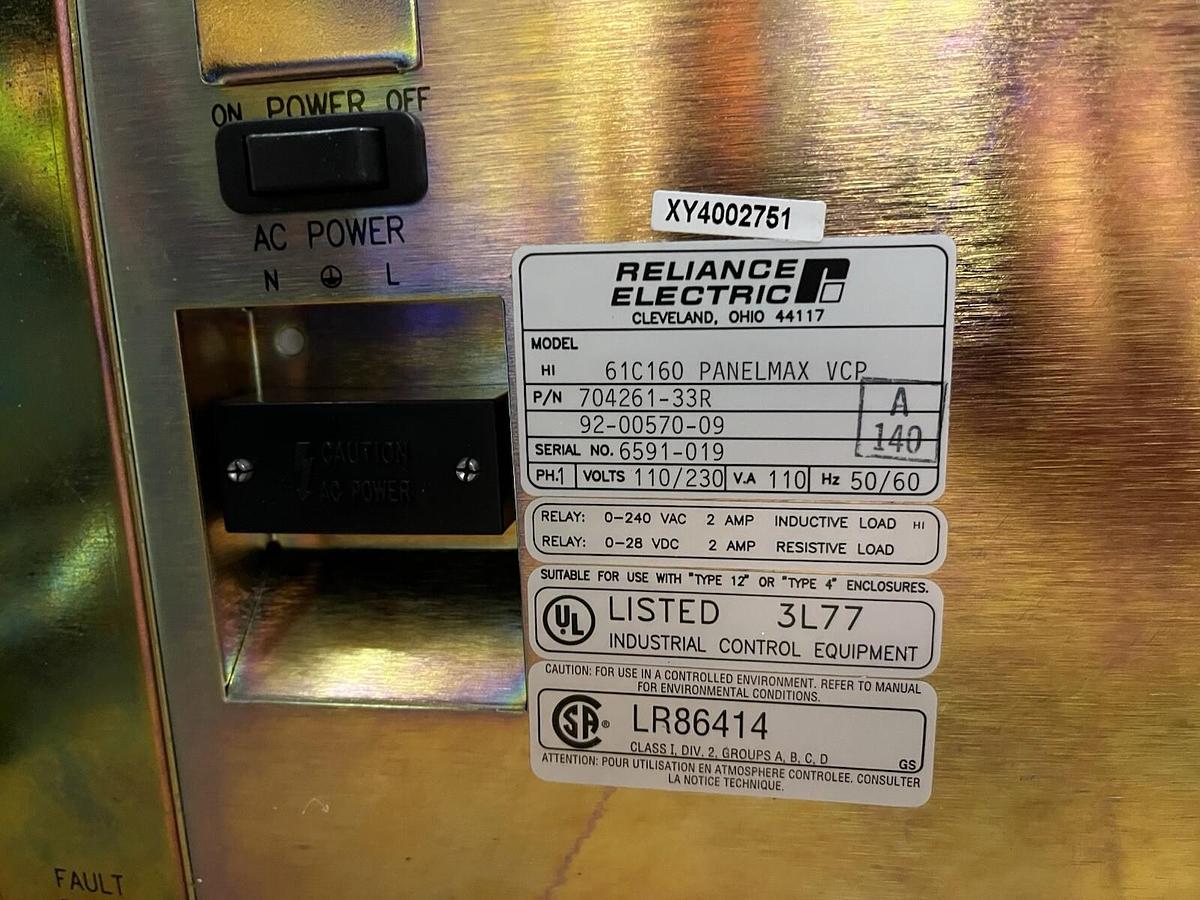 ON POWER OFF
AC POWER
N L
CAUTION
AC POWER
FAULT
XY4002751
RELIANCE
ELECTRIC
CLEVELAND, OHIO 44117
MODEL
HI 61C160 PANELMAX VCP
P/N 704261-33R
92-00570-09
A
140
SERIAL NO. 6591-019
PH.1 VOLTS 110/230 V.A 110 Hz 50/60
RELAY: 0-240 VAC 2 AMP INDUCTIVE LOAD HI
RELAY: 0-28 VDC 2 AMP RESISTIVE LOAD
SUITABLE FOR USE WITH "TYPE 12" OR "TYPE 4" ENCLOSURES.
UL LISTED 3L77
INDUSTRIAL CONTROL EQUIPMENT
CAUTION: FOR USE IN A CONTROLLED ENVIRONMENT. REFER TO MANUAL
FOR ENVIRONMENTAL CONDITIONS.
SA ® LR86414
CLASS I, DIV. 2, GROUPS A, B, C, D GS
ATTENTION: POUR UTILISATION EN ATMOSPHERE CONTROLEE. CONSULTER
LA NOTICE TECHNIQUE.